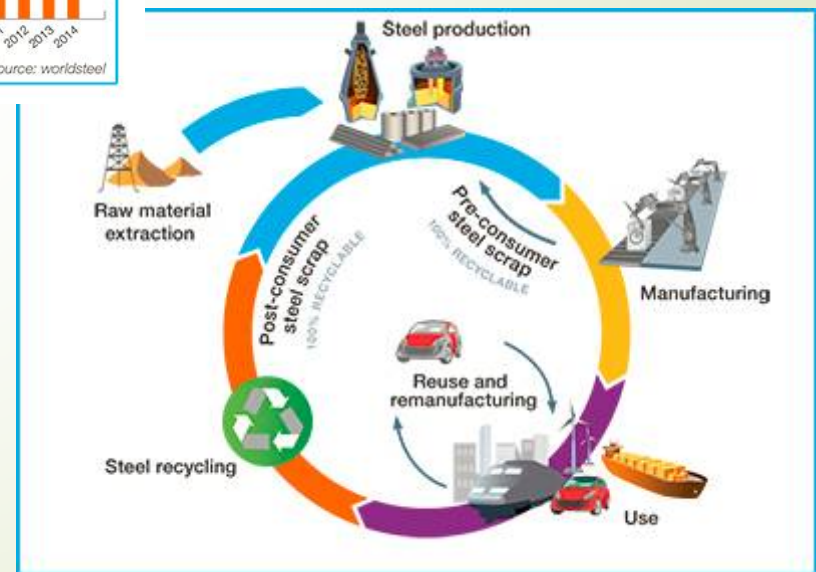 2012 2013 2014
ource: worldsteel
Steel production
Raw material
extraction
Pre-consumer
steel scrap
100% RECYCLABLE
Post-consumer
steel scrap
100% RECYCLABLE
Manufacturing
Reuse and
remanufacturing
Steel recycling
Use